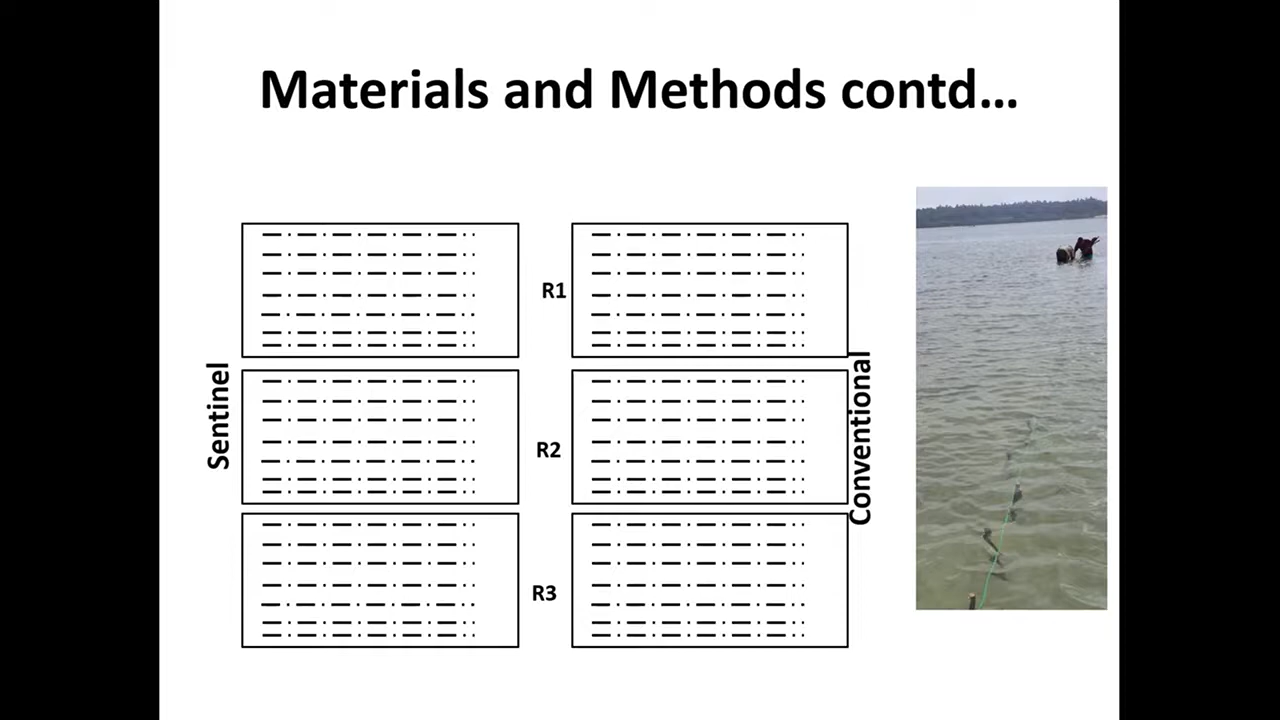 Materials and Methods contd...
Sentinel
R1
R2
R3
Conventional